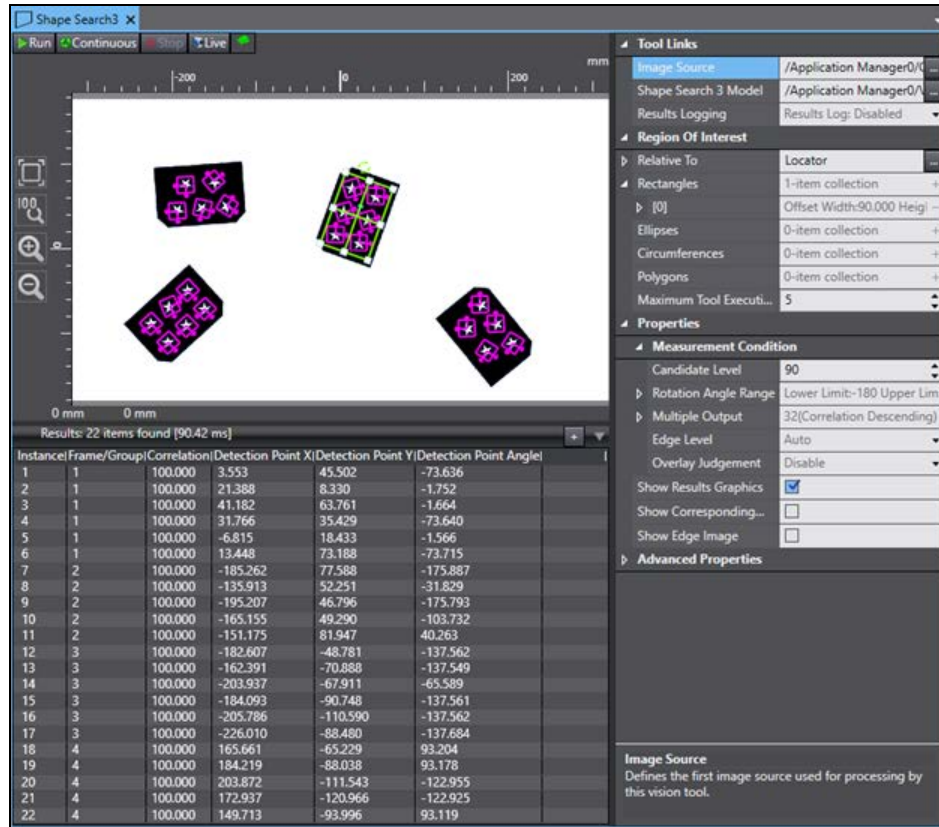 Shape Search3 ×
Run Continuous Stop Live
mm
-200 0 200
100
0
0 mm 0 mm
Results: 22 items found [90.42 ms] +
Instance|Frame/Group|Correlation|Detection Point X|Detection Point Y|Detection Point Angle|
1 1 100.000 3.553 45.502 -73.636
2 1 100.000 21.388 8.330 -1.752
3 1 100.000 41.182 63.761 -1.664
4 1 100.000 31.766 35.429 -73.640
5 1 100.000 -6.815 18.433 -1.566
6 1 100.000 13.448 73.188 -73.715
7 2 100.000 -185.262 77.588 -175.887
8 2 100.000 -135.913 52.251 -31.829
9 2 100.000 -195.207 46.796 -175.793
10 2 100.000 -165.155 49.290 -103.732
11 2 100.000 -151.175 81.947 40.263
12 3 100.000 -182.607 -48.781 -137.562
13 3 100.000 -162.391 -70.888 -137.549
14 3 100.000 -203.937 -67.911 -65.589
15 3 100.000 -184.093 -90.748 -137.561
16 3 100.000 -205.786 -110.590 -137.562
17 3 100.000 -226.010 -88.480 -137.684
18 4 100.000 165.661 -65.229 93.204
19 4 100.000 184.219 -88.038 93.178
20 4 100.000 203.872 -111.543 -122.955
21 4 100.000 172.937 -120.966 -122.925
22 4 100.000 149.713 -93.996 93.119
Tool Links
Image Source /Application Manager0/ ...
Shape Search 3 Model /Application Manager0/ ...
Results Logging Results Log: Disabled
Region Of Interest
Relative To Locator ...
Rectangles 1-item collection +
[0] Offset Width:90.000 Heigl −
Ellipses 0-item collection +
Circumferences 0-item collection +
Polygons 0-item collection +
Maximum Tool Executi... 5
Properties
Measurement Condition
Candidate Level 90
Rotation Angle Range Lower Limit:-180 Upper Lim
Multiple Output 32(Correlation Descending)
Edge Level Auto
Overlay Judgement Disable
Show Results Graphics
Show Corresponding...
Show Edge Image
Advanced Properties
Image Source
Defines the first image source used for processing by
this vision tool.